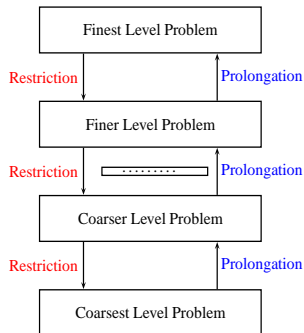 Finest Level Problem
Restriction Prolongation
Finer Level Problem
Restriction ......... Prolongation
Coarser Level Problem
Restriction Prolongation
Coarsest Level Problem